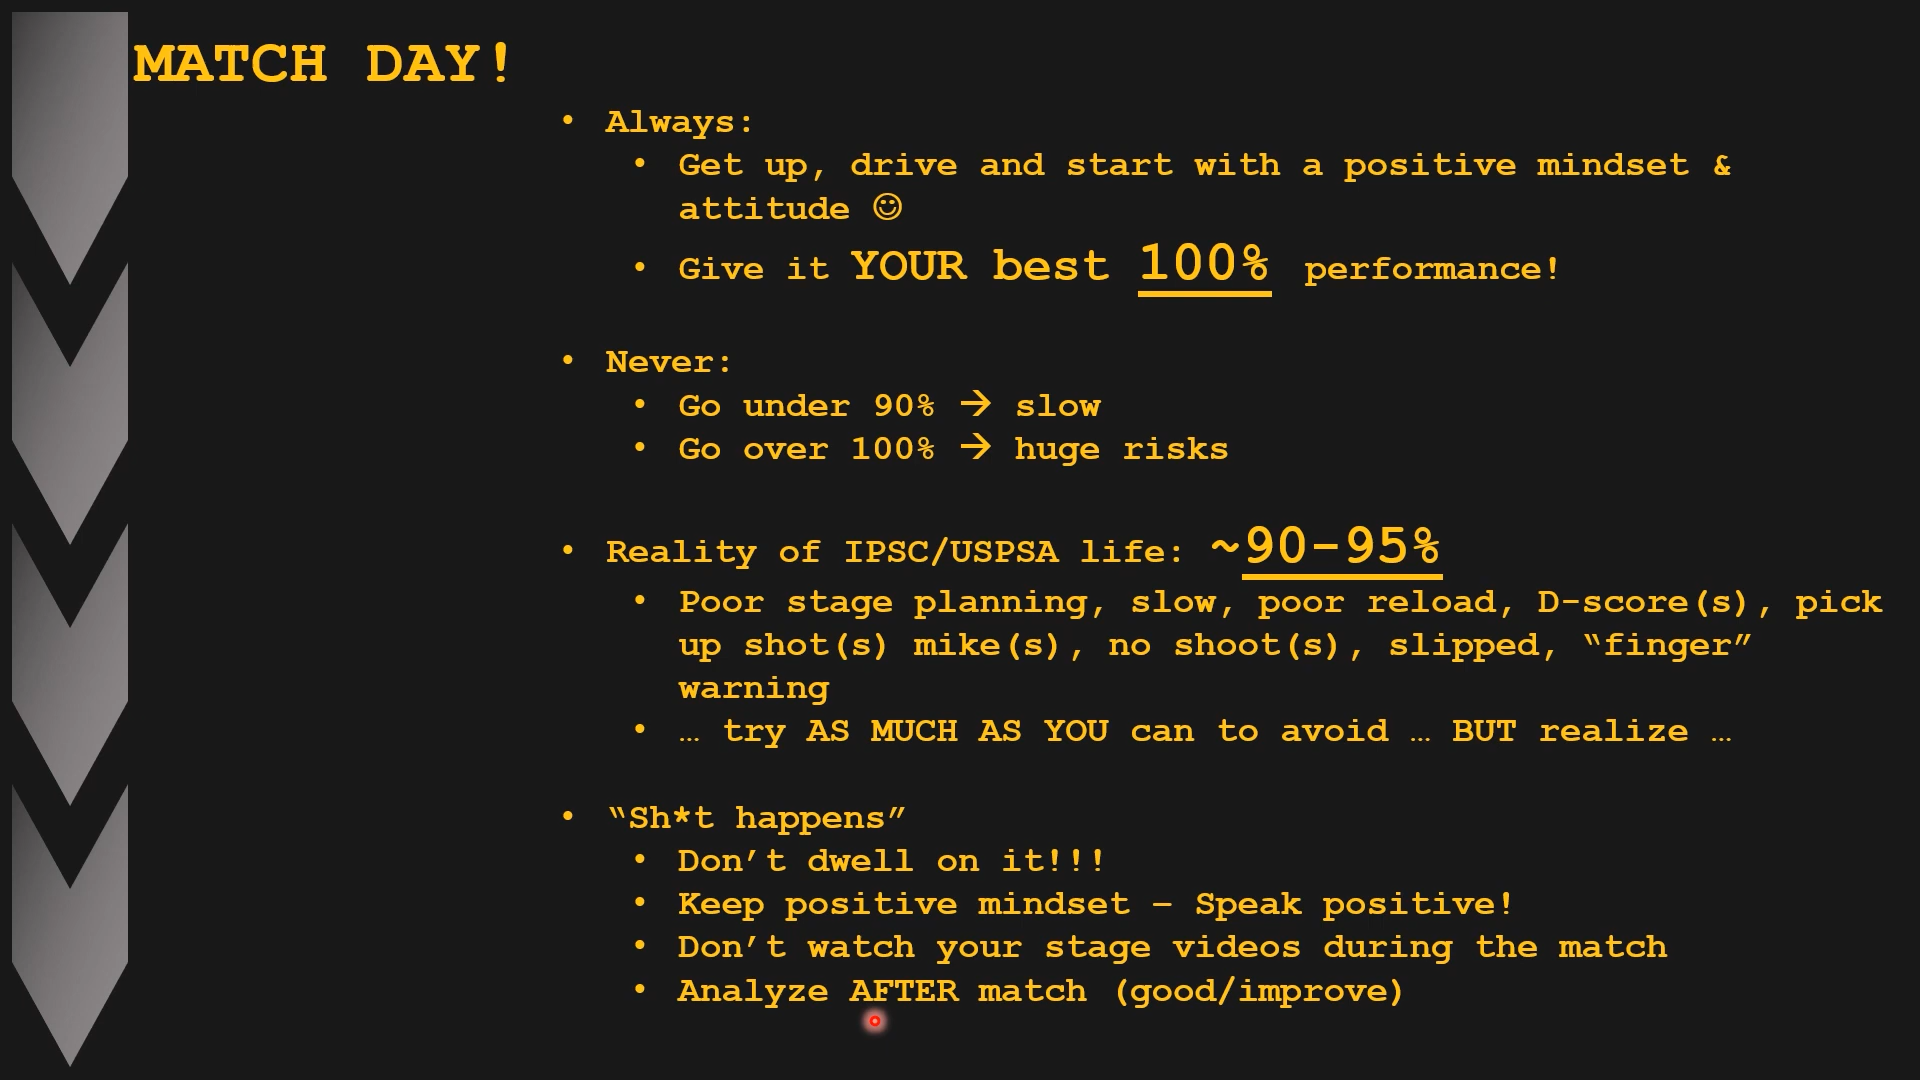 MATCH DAY!
• Always:
• Get up, drive and start with a positive mindset &
attitude ☺
• Give it YOUR best 100% performance!
• Never:
• Go under 90% → slow
• Go over 100% → huge risks
• Reality of IPSC/USPSA life: ~90–95%
• Poor stage planning, slow, poor reload, D-score(s), pick
up shot(s) mike(s), no shoot(s), slipped, “finger”
warning
• … try AS MUCH AS YOU can to avoid … BUT realize …
• “Sh*t happens”
• Don’t dwell on it!!!
• Keep positive mindset – Speak positive!
• Don’t watch your stage videos during the match
• Analyze AFTER match (good/improve)